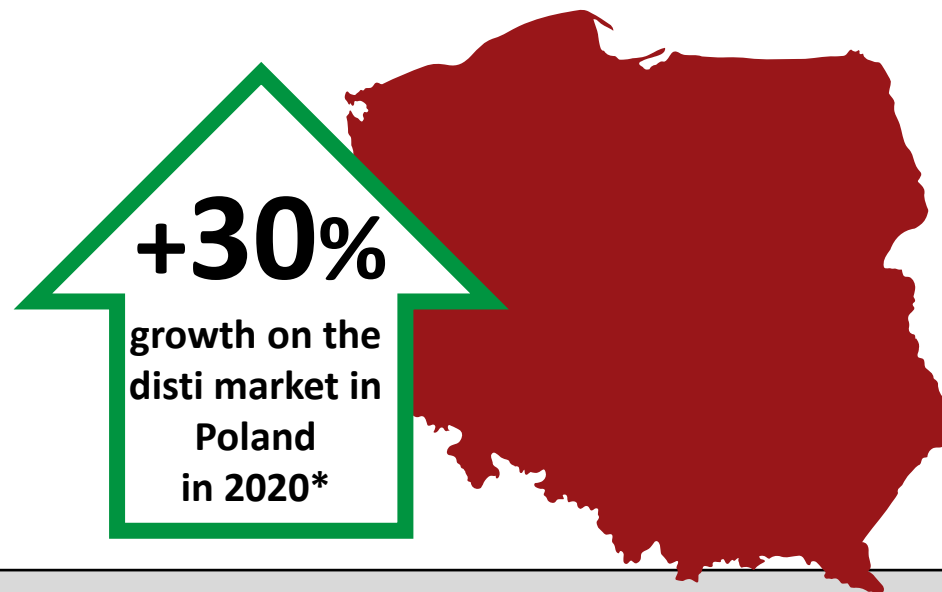 +30%
growth on the
disti market in
Poland
in 2020*